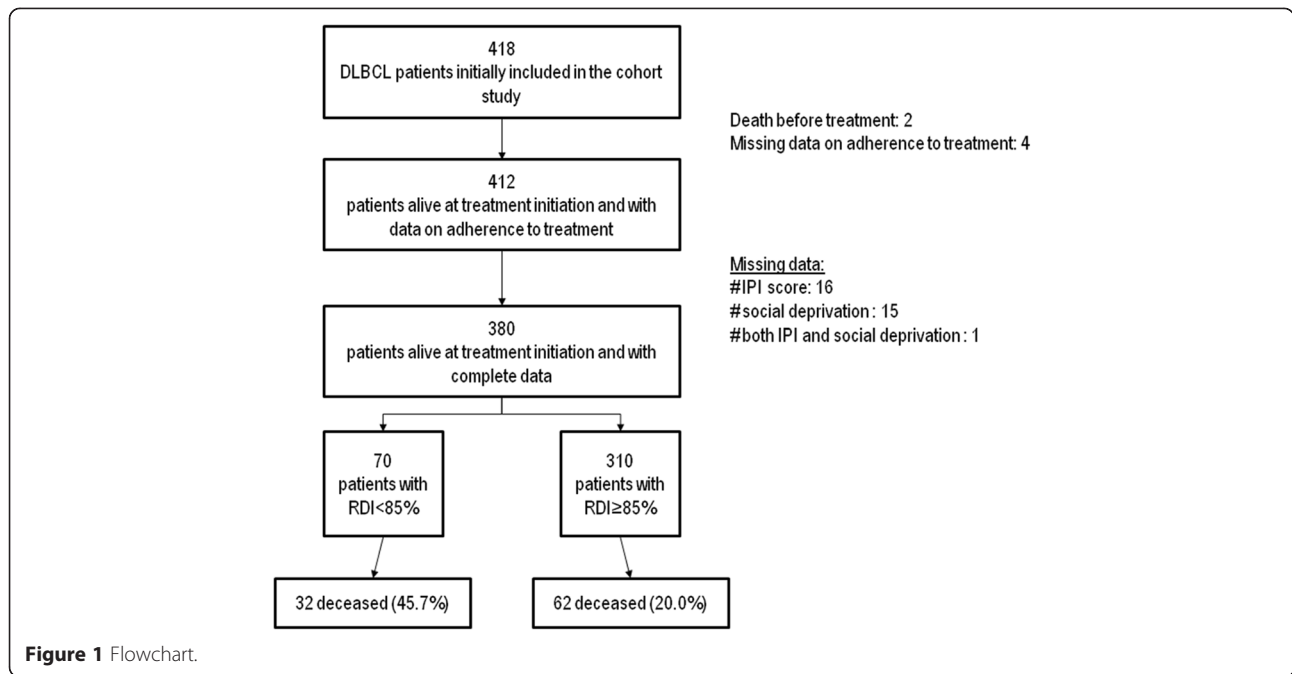 418
DLBCL patients initially included in the cohort
study
Death before treatment: 2
Missing data on adherence to treatment: 4
412
patients alive at treatment initiation and with
data on adherence to treatment
Missing data:
#IPI score: 16
#social deprivation : 15
#both IPI and social deprivation : 1
380
patients alive at treatment initiation and with
complete data
70
patients with
RDI<85%
310
patients with
RDI≥85%
32 deceased (45.7%)
62 deceased (20.0%)
Figure 1 Flowchart.